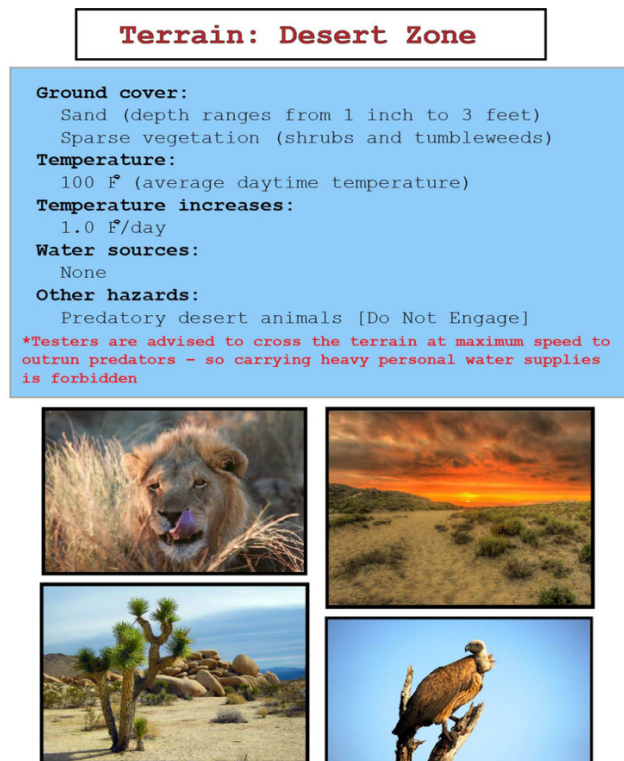 Terrain: Desert Zone
Ground cover:
Sand (depth ranges from 1 inch to 3 feet)
Sparse vegetation (shrubs and tumbleweeds)
Temperature:
100 F° (average daytime temperature)
Temperature increases:
1.0 F°/day
Water sources:
None
Other hazards:
Predatory desert animals [Do Not Engage]
*Testers are advised to cross the terrain at maximum speed to
outrun predators – so carrying heavy personal water supplies
is forbidden